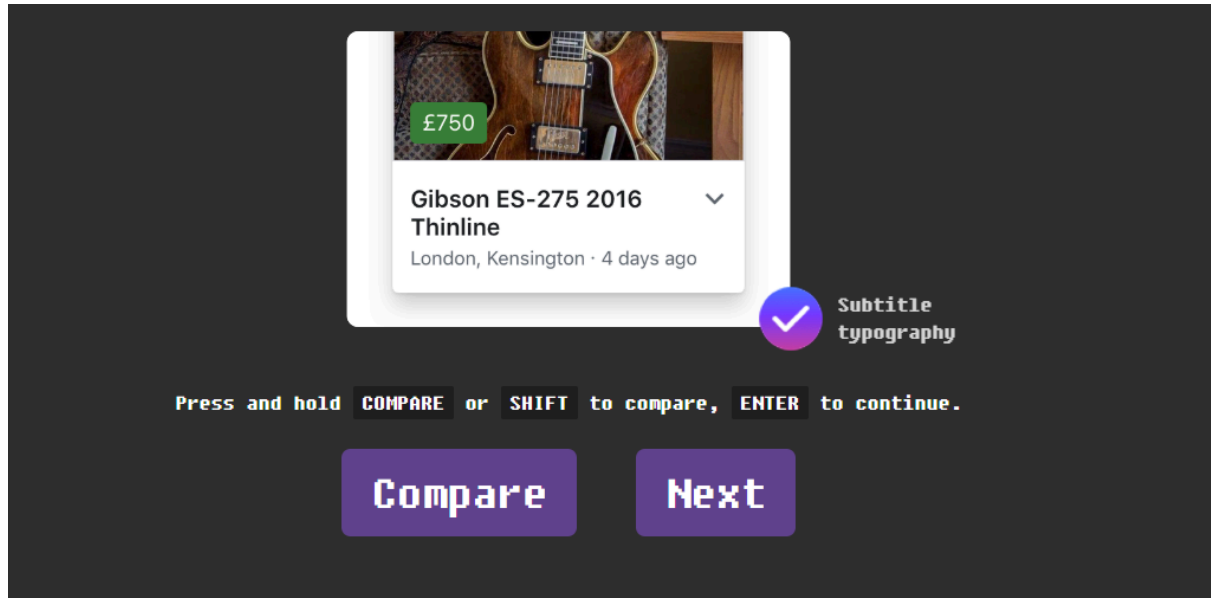 £750
Gibson ES-275 2016
Thinline
London, Kensington · 4 days ago
Subtitle
typography
Press and hold COMPARE or SHIFT to compare, ENTER to continue.
Compare
Next